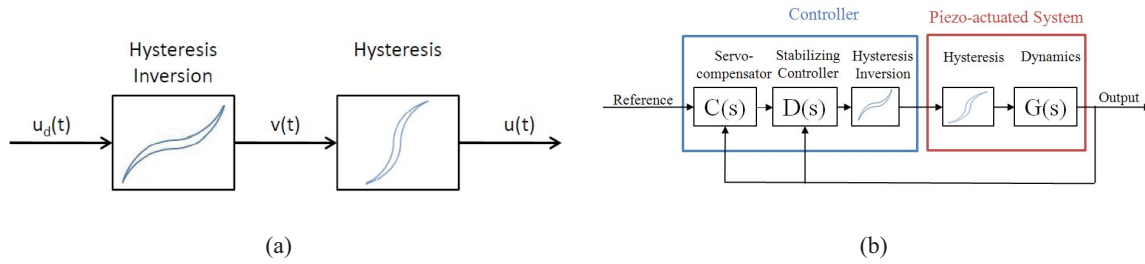 Hysteresis
Inversion
Hysteresis
u_d(t)
v(t)
u(t)
(a)
Controller
Piezo-actuated System
Servo-
compensator
Stabilizing
Controller
Hysteresis
Inversion
Hysteresis
Dynamics
Reference
C(s)
D(s)
G(s)
Output
(b)